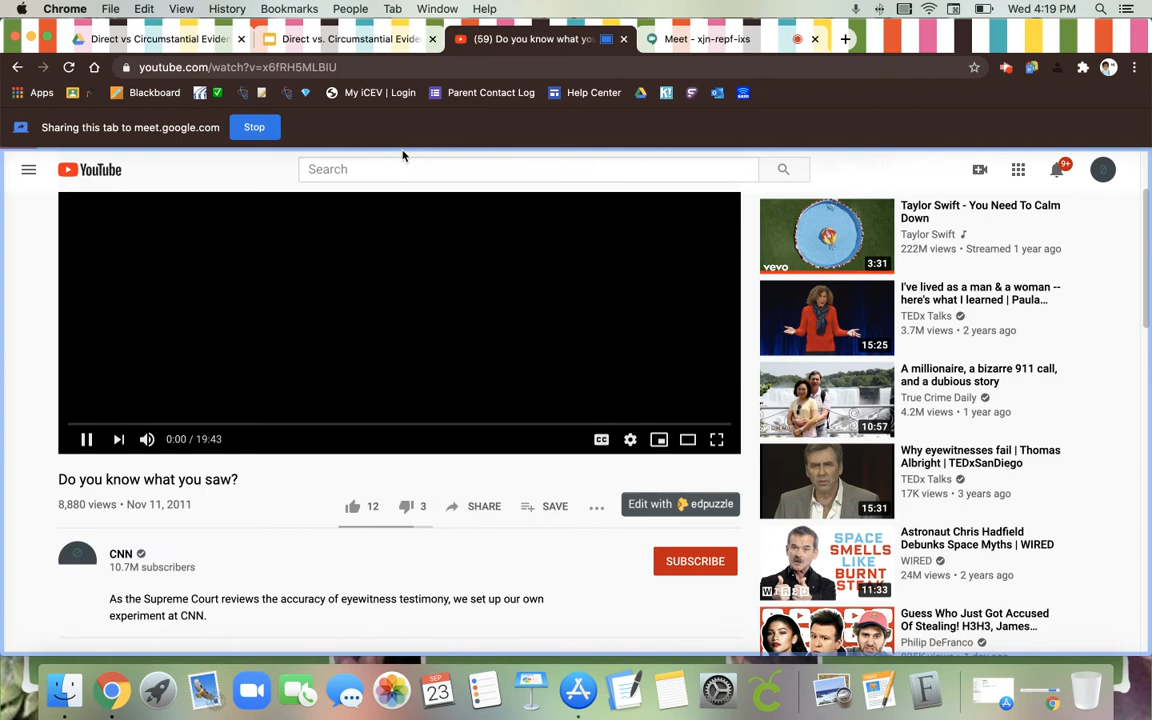 Chrome File Edit View History Bookmarks People Tab Window Help Wed 4:19 PM
Direct vs Circumstantial Eviden Direct vs. Circumstantial Evide (59) Do you know what you Meet - xjn-repf-ixs
youtube.com/watch?v=x6fRH5MLBIU
Apps Blackboard My iCEV | Login Parent Contact Log Help Center
Sharing this tab to meet.google.com Stop
YouTube Search 9+
0:00 / 19:43 CC
Do you know what you saw?
8,880 views • Nov 11, 2011
12 3 SHARE SAVE ... Edit with edpuzzle
CNN
10.7M subscribers
SUBSCRIBE
As the Supreme Court reviews the accuracy of eyewitness testimony, we set up our own
experiment at CNN.
vevo 3:31
Taylor Swift - You Need To Calm
Down
Taylor Swift
222M views • Streamed 1 year ago
15:25
I've lived as a man & a woman --
here's what I learned | Paula...
TEDx Talks
3.7M views • 2 years ago
10:57
A millionaire, a bizarre 911 call,
and a dubious story
True Crime Daily
4.2M views • 1 year ago
15:31
Why eyewitnesses fail | Thomas
Albright | TEDxSanDiego
TEDx Talks
17K views • 3 years ago
SPACE
SMELLS
LIKE
BURNT
STEAK
WIRED 11:33
Astronaut Chris Hadfield
Debunks Space Myths | WIRED
WIRED
24M views • 2 years ago
Guess Who Just Got Accused
Of Stealing! H3H3, James...
Philip DeFranco
SEP
23